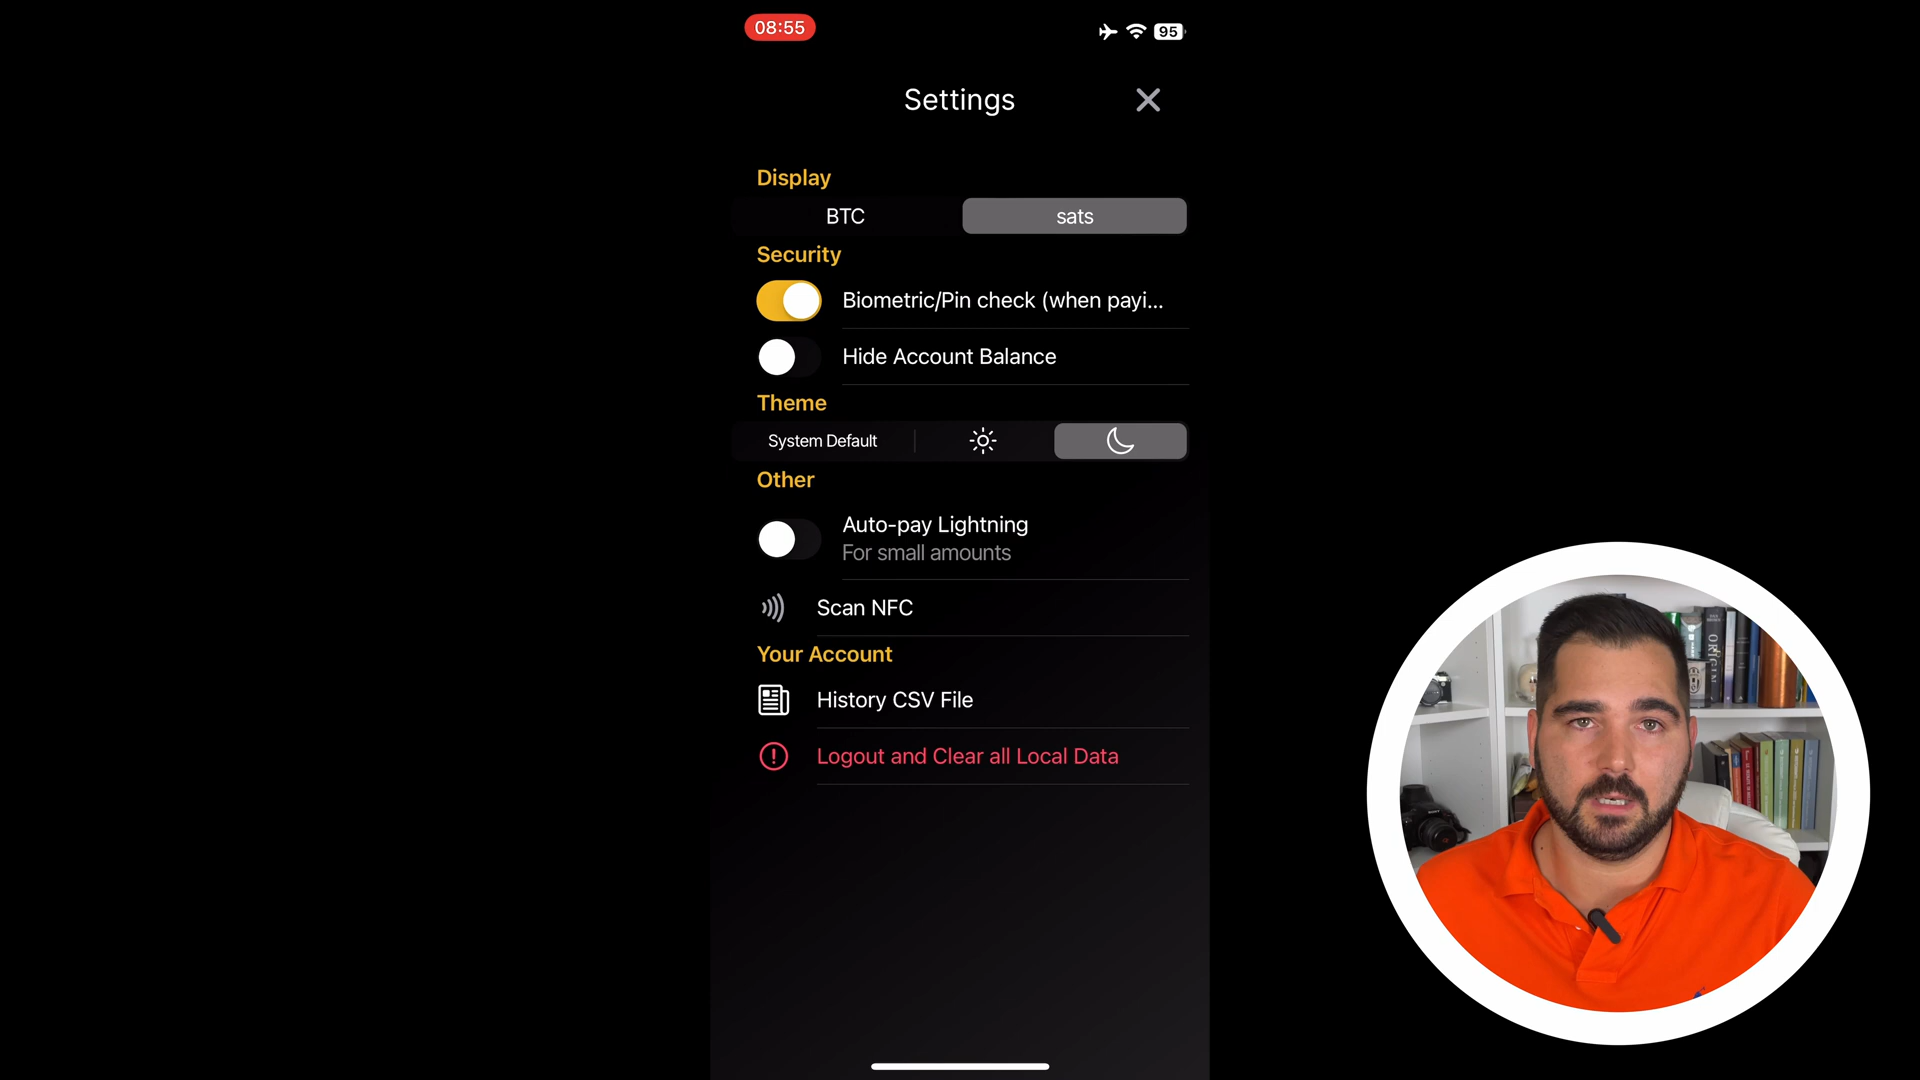 08:55
95
Settings
Display
BTC
sats
Security
Biometric/Pin check (when payi...
Hide Account Balance
Theme
System Default
Other
Auto-pay Lightning
For small amounts
Scan NFC
Your Account
History CSV File
Logout and Clear all Local Data
ORIGIN